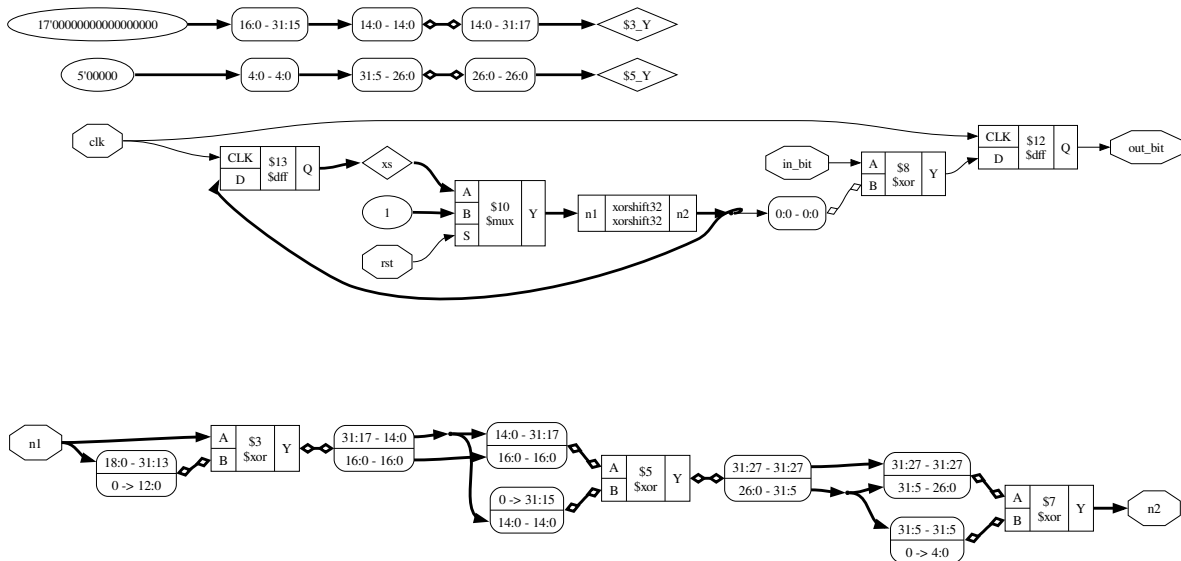 17'00000000000000000 16:0 - 31:15 14:0 - 14:0 14:0 - 31:17 $3_Y
5'00000 4:0 - 4:0 31:5 - 26:0 26:0 - 26:0 $5_Y
clk
CLK
D
$13
$dff
Q
xs
1
rst
A
B
S
$10
$mux
Y
n1
xorshift32
xorshift32
n2
0:0 - 0:0
in_bit
A
B
$8
$xor
Y
CLK
D
$12
$dff
Q
out_bit
n1
18:0 - 31:13
0 -> 12:0
A
B
$3
$xor
Y
31:17 - 14:0
16:0 - 16:0
14:0 - 31:17
16:0 - 16:0
0 -> 31:15
14:0 - 14:0
A
B
$5
$xor
Y
31:27 - 31:27
26:0 - 31:5
31:27 - 31:27
31:5 - 26:0
31:5 - 31:5
0 -> 4:0
A
B
$7
$xor
Y
n2